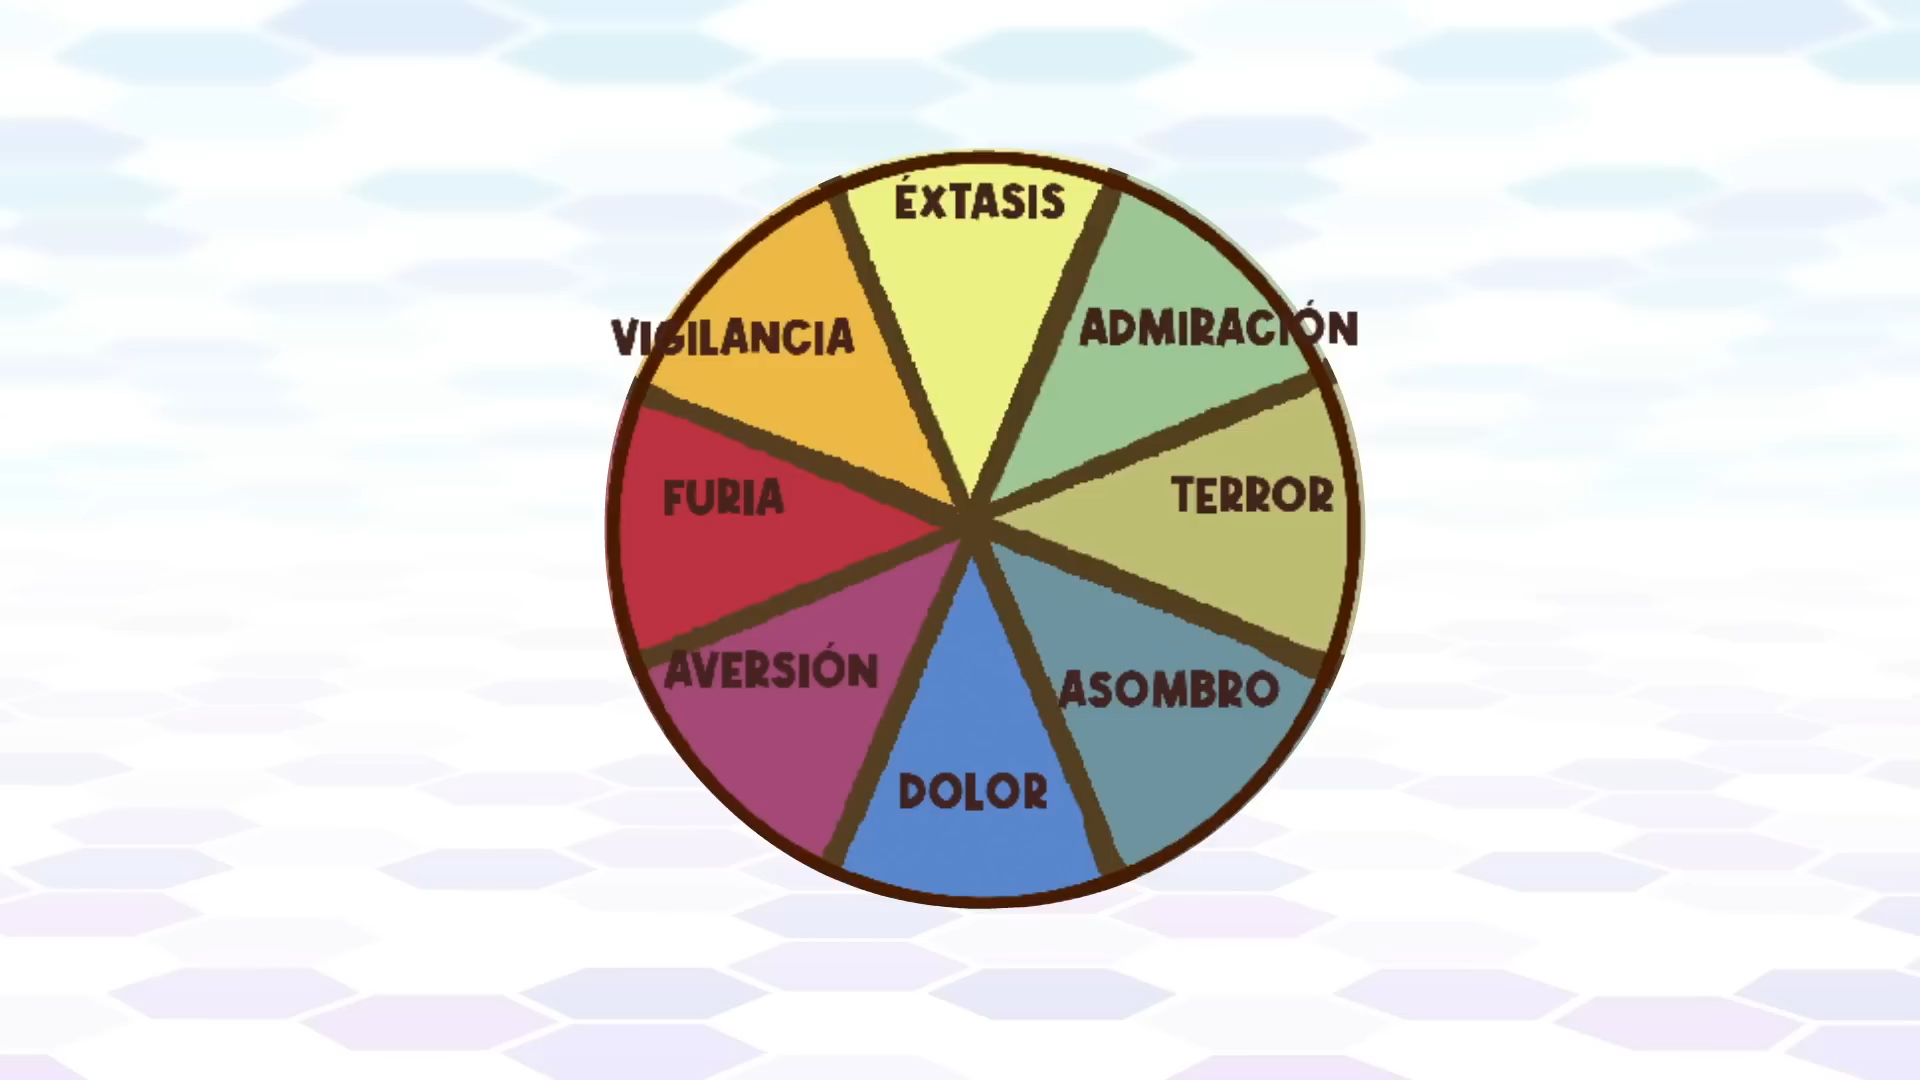 ÉXTASIS
ADMIRACIÓN
VIGILANCIA
TERROR
FURIA
AVERSIÓN
ASOMBRO
DOLOR